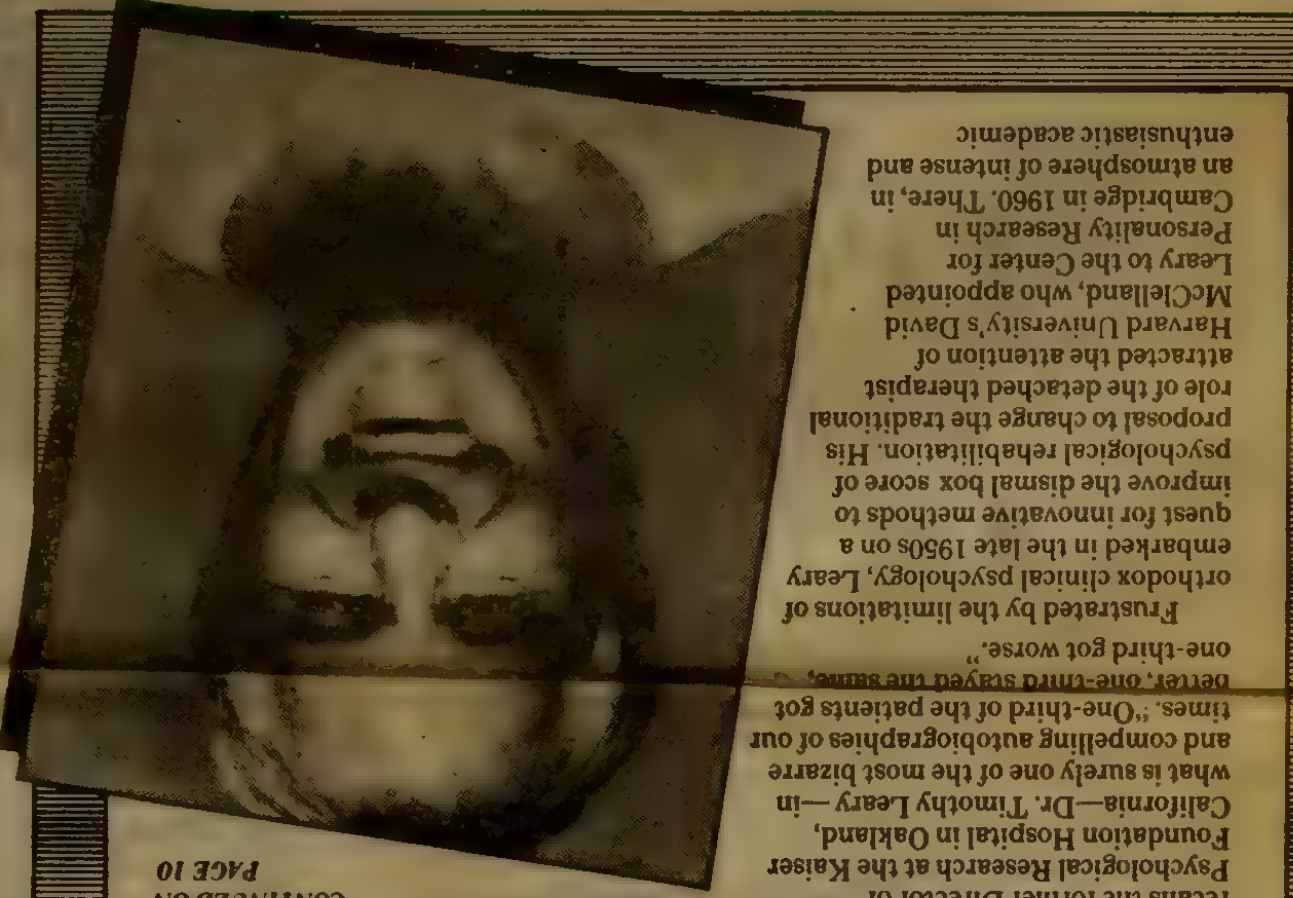 recalls the former Director of
Psychological Research at the Kaiser
Foundation Hospital in Oakland,
California—Dr. Timothy Leary—in
what is surely one of the most bizarre
and compelling autobiographies of our
times. "One-third of the patients got
better, one-third stayed the same,
one-third got worse."
Frustrated by the limitations of
orthodox clinical psychology, Leary
embarked in the late 1950s on a
quest for innovative methods to
improve the dismal box score of
psychological rehabilitation. His
proposal to change the traditional
role of the detached therapist
attracted the attention of
Harvard University's David
McClelland, who appointed
Leary to the Center for
Personality Research in
Cambridge in 1960. There, in
an atmosphere of intense and
enthusiastic academic
CONTINUED ON
PAGE 10